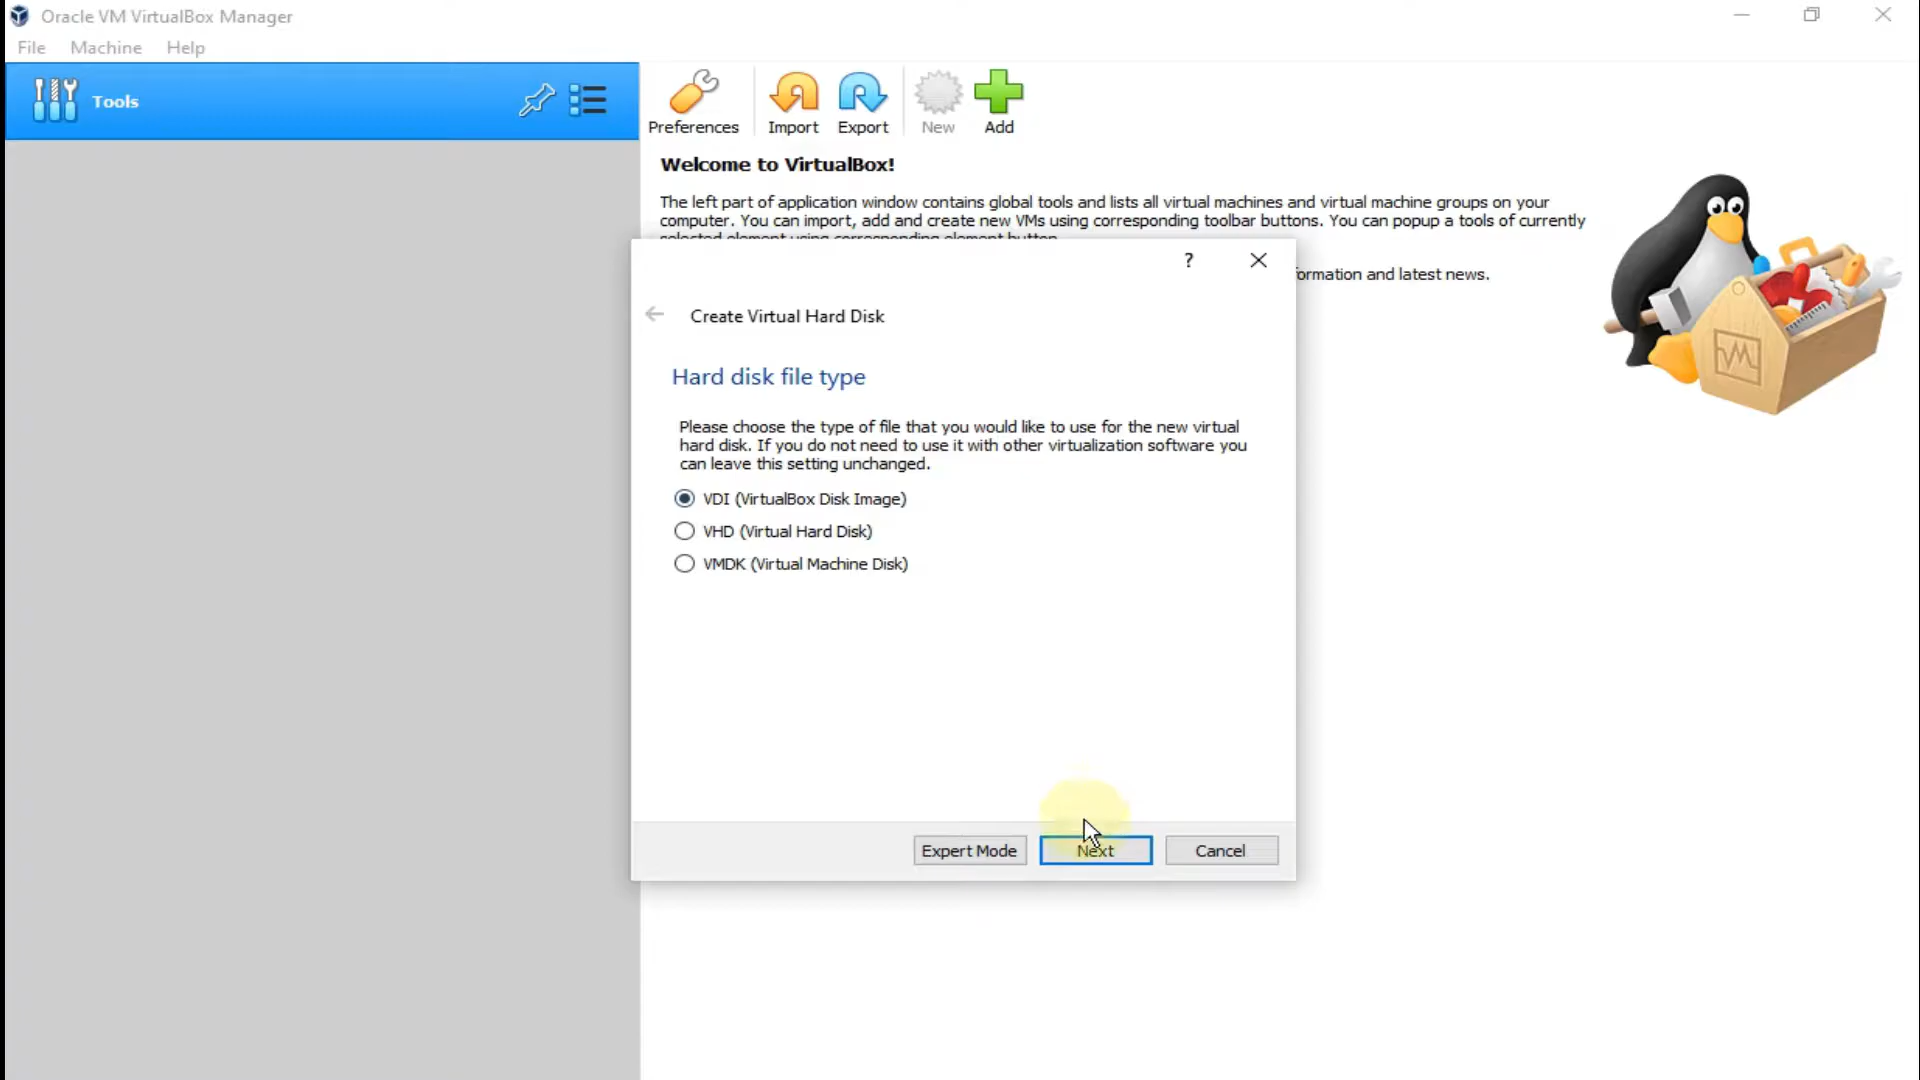 Oracle VM VirtualBox Manager
File Machine Help
Tools
Preferences Import Export New Add
Welcome to VirtualBox!
The left part of application window contains global tools and lists all virtual machines and virtual machine groups on your
computer. You can import, add and create new VMs using corresponding toolbar buttons. You can popup a tools of currently
selected element using corresponding element button.
ormation and latest news.
?
Create Virtual Hard Disk
Hard disk file type
Please choose the type of file that you would like to use for the new virtual
hard disk. If you do not need to use it with other virtualization software you
can leave this setting unchanged.
VDI (VirtualBox Disk Image)
VHD (Virtual Hard Disk)
VMDK (Virtual Machine Disk)
Expert Mode Next Cancel